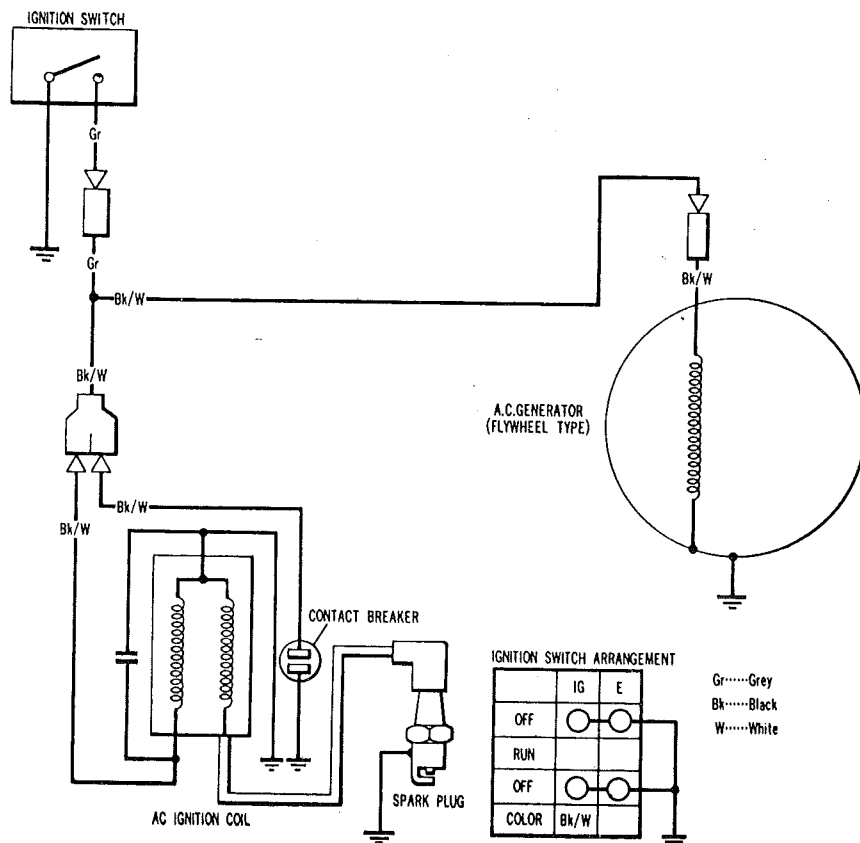 IGNITION SWITCH
Gr
Gr
Bk/W
Bk/W
Bk/W
A.C.GENERATOR
(FLYWHEEL TYPE)
Bk/W
Bk/W
CONTACT BREAKER
AC IGNITION COIL
SPARK PLUG
IGNITION SWITCH ARRANGEMENT
IG E
OFF
RUN
OFF
COLOR Bk/W
Gr······Grey
Bk······Black
W······White